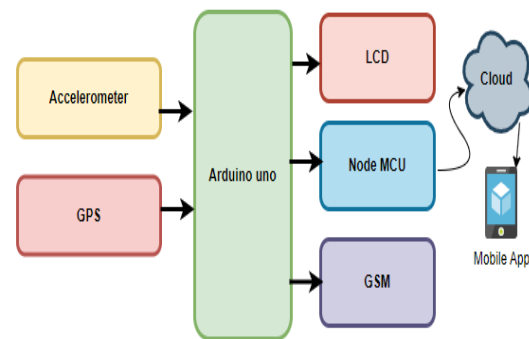 Accelerometer
GPS
Arduino uno
LCD
Node MCU
GSM
Cloud
Mobile App